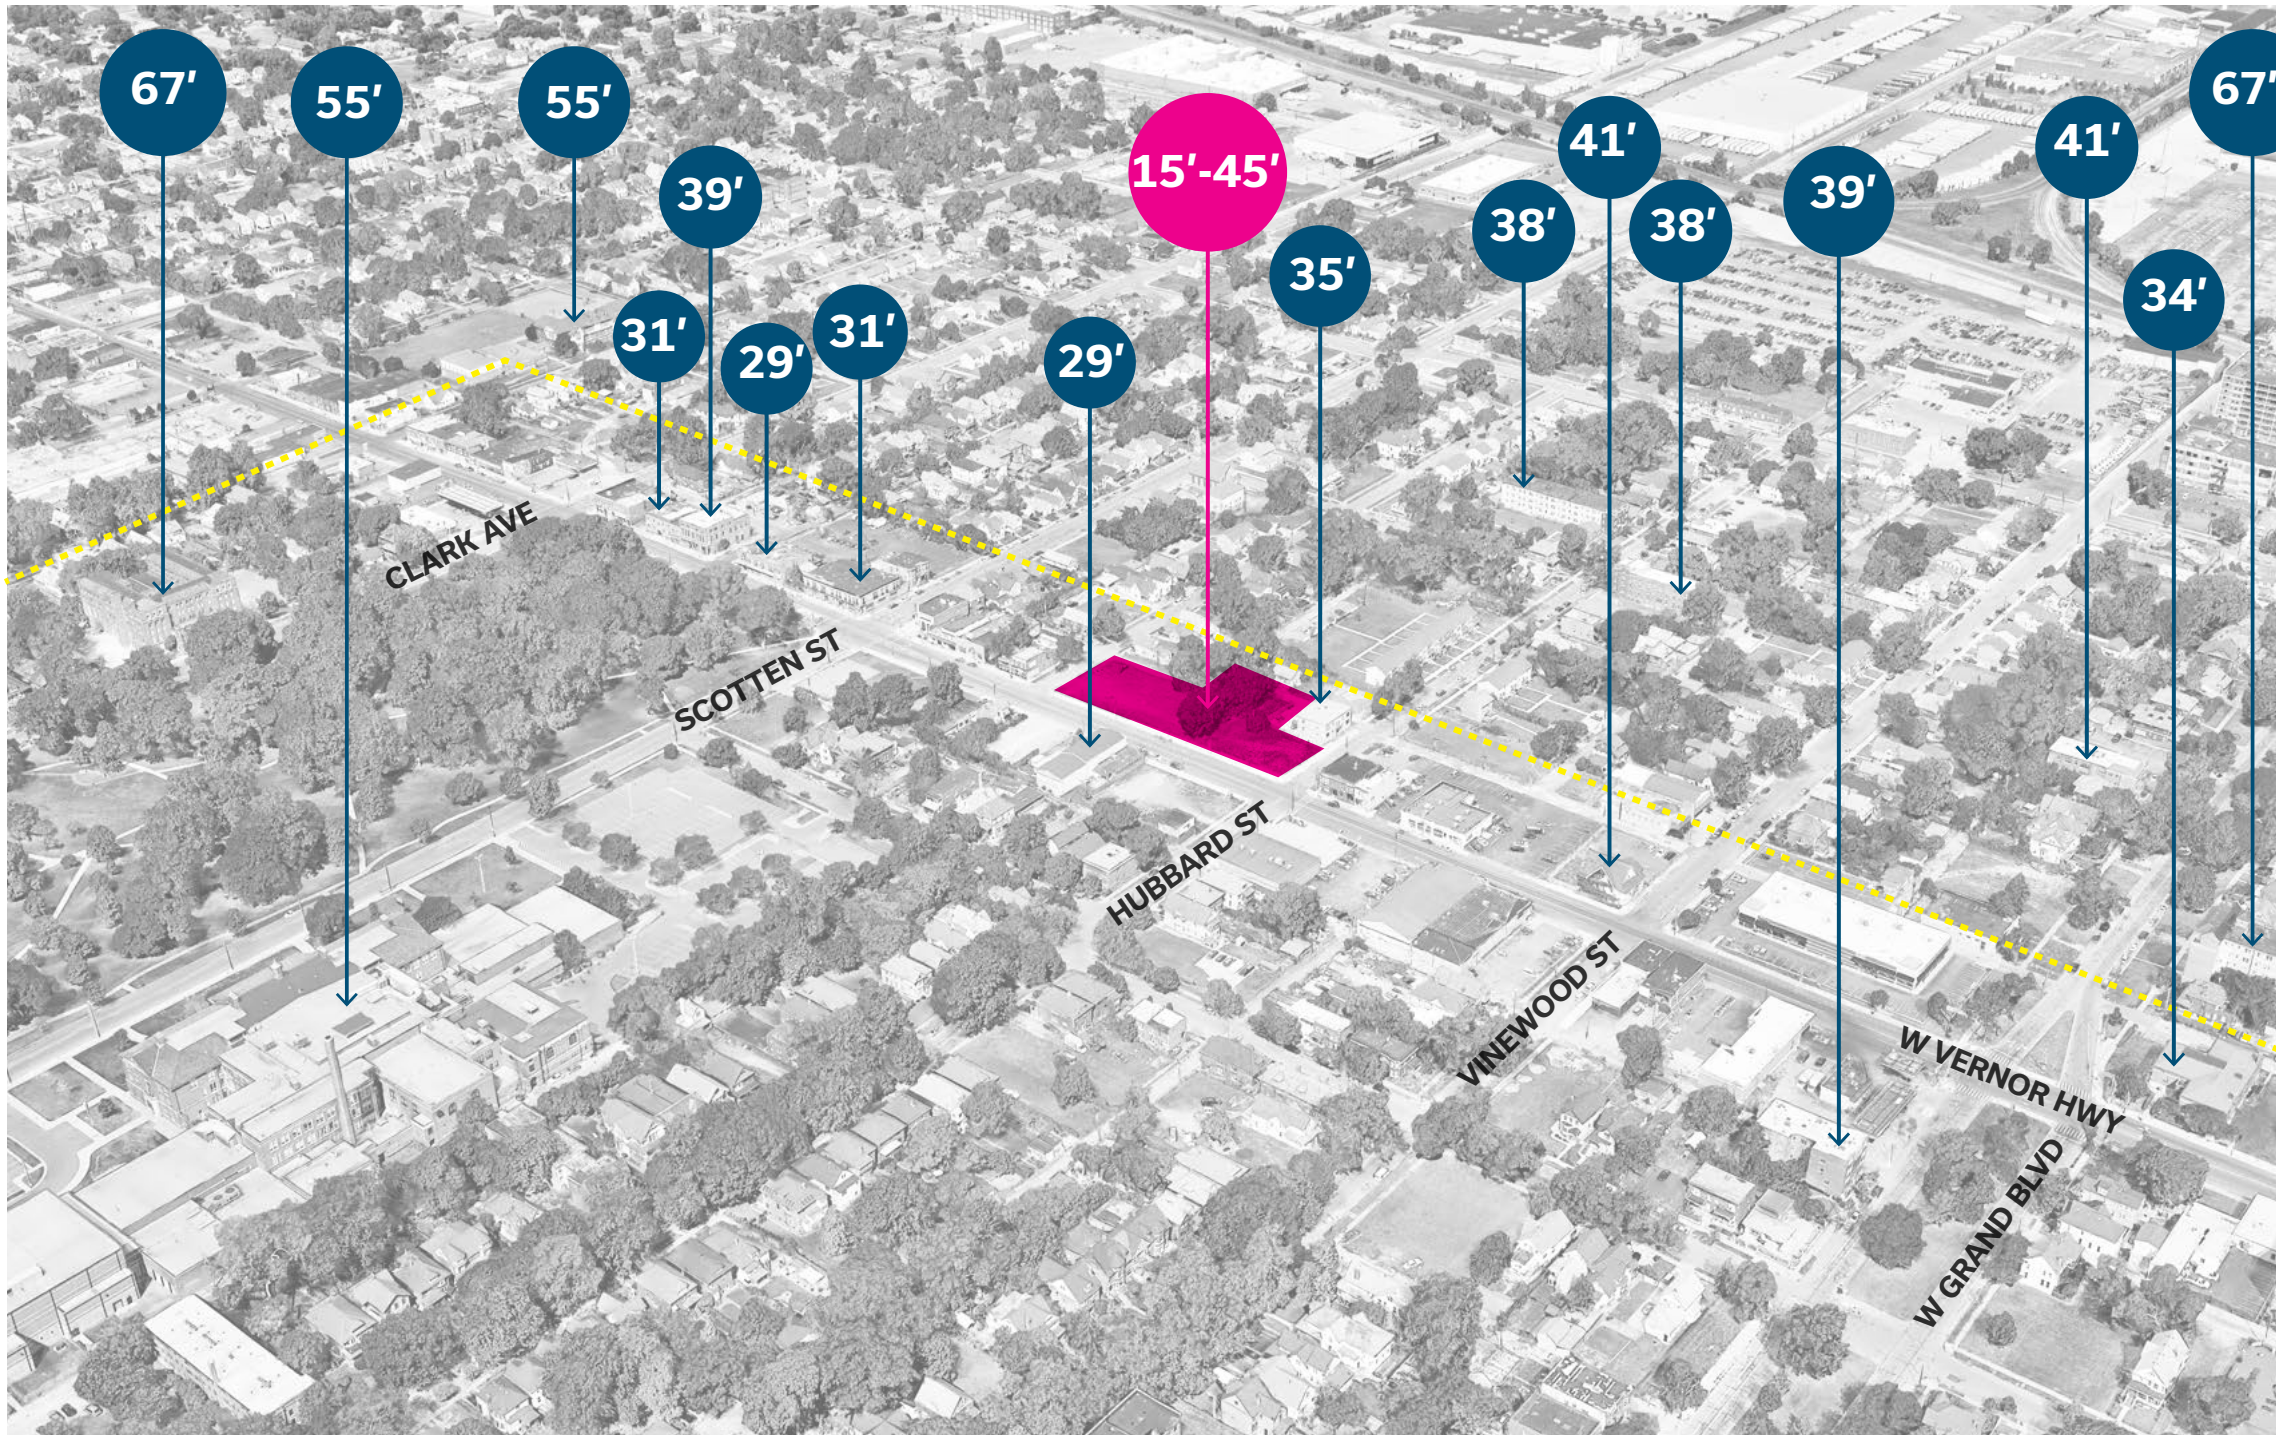 67'
55'
55'
39'
31'
29'
31'
29'
15'-45'
35'
38'
41'
38'
39'
41'
34'
67'
CLARK AVE
SCOTTEN ST
HUBBARD ST
VINEWOOD ST
W VERNOR HWY
W GRAND BLVD